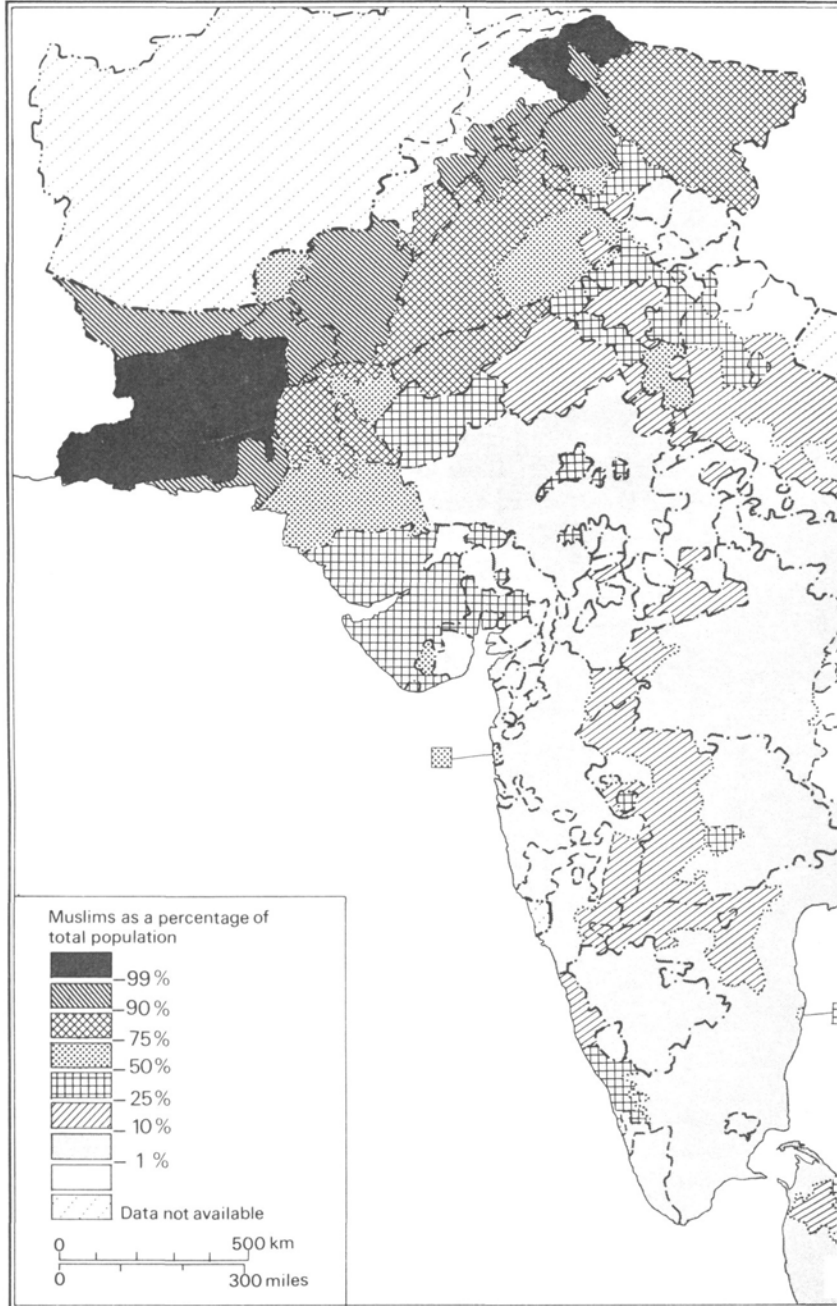 Muslims as a percentage of
total population
–99 %
–90 %
–75 %
–50 %
–25 %
–10 %
–1 %
Data not available
0 500 km
0 300 miles